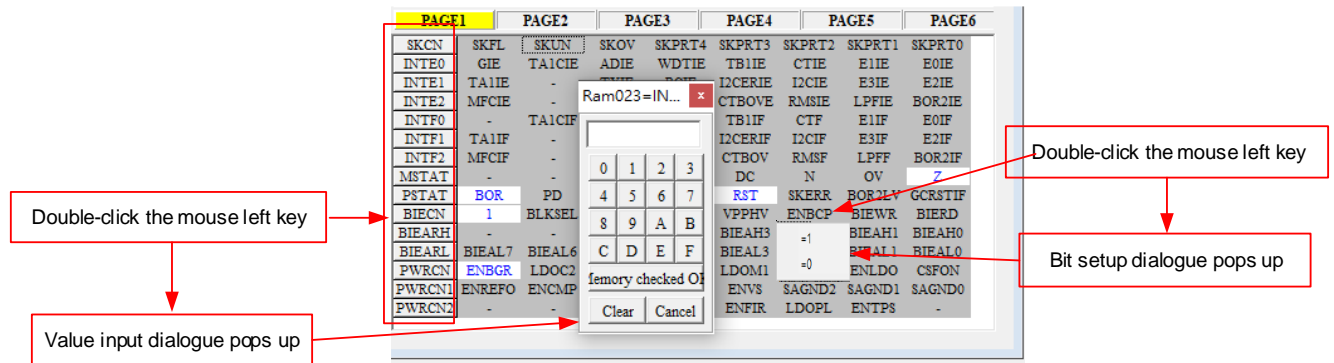 PAGE1 PAGE2 PAGE3 PAGE4 PAGE5 PAGE6
SKCN SKFL SKUN SKOV SKPRT4 SKPRT3 SKPRT2 SKPRT1 SKPRT0
INTE0 GIE TA1CIE ADIE WDTIE TB1IE CTIE E1IE E0IE
INTE1 TA1IE - I2CERIE I2CIE E3IE E2IE
INTE2 MFCIE - CTBOVE RMSIE LPFIE BOR2IE
INTF0 - TA1CIF TB1IF CTF E1IF E0IF
INTF1 TA1IF - I2CERIF I2CIF E3IF E2IF
INTF2 MFCIF - CTBOV RMSF LPFF BOR2IF
MSTAT - - DC N OV Z
PSTAT BOR PD RST SKERR BOR2LV GCRSTIF
BIECN 1 BLKSEL VPPHV ENBCP BIEWR BIERD
BIEARH - - BIEAH3 BIEAH1 BIEAH0
BIEARL BIEAL7 BIEAL6 BIEAL3 BIEAL1 BIEAL0
PWRCN ENBGR LDOC2 LDOM1 ENLDO CSFON
PWRCN1 ENREFO ENCMP ENVS SAGND2 SAGND1 SAGND0
PWRCN2 - - ENFIR LDOPL ENTPS -
Ram023=IN... x
0 1 2 3
4 5 6 7
8 9 A B
C D E F
Memory checked OK
Clear Cancel
=1
=0
Double-click the mouse left key
Value input dialogue pops up
Double-click the mouse left key
Bit setup dialogue pops up